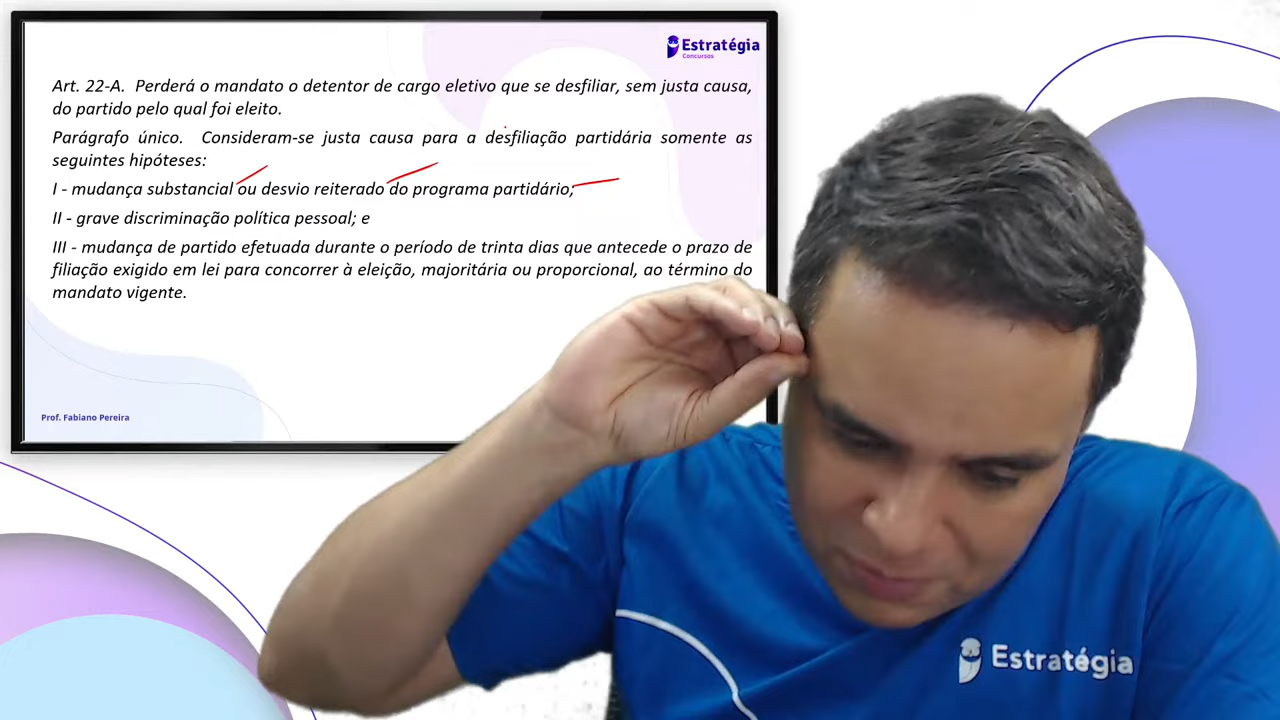 Estratégia
Concursos
Art. 22-A. Perderá o mandato o detentor de cargo eletivo que se desfiliar, sem justa causa,
do partido pelo qual foi eleito.
Parágrafo único. Consideram-se justa causa para a desfiliação partidária somente as
seguintes hipóteses:
I - mudança substancial ou desvio reiterado do programa partidário;
II - grave discriminação política pessoal; e
III - mudança de partido efetuada durante o período de trinta dias que antecede o prazo de
filiação exigido em lei para concorrer à eleição, majoritária ou proporcional, ao término do
mandato vigente.
Prof. Fabiano Pereira
Estratégia